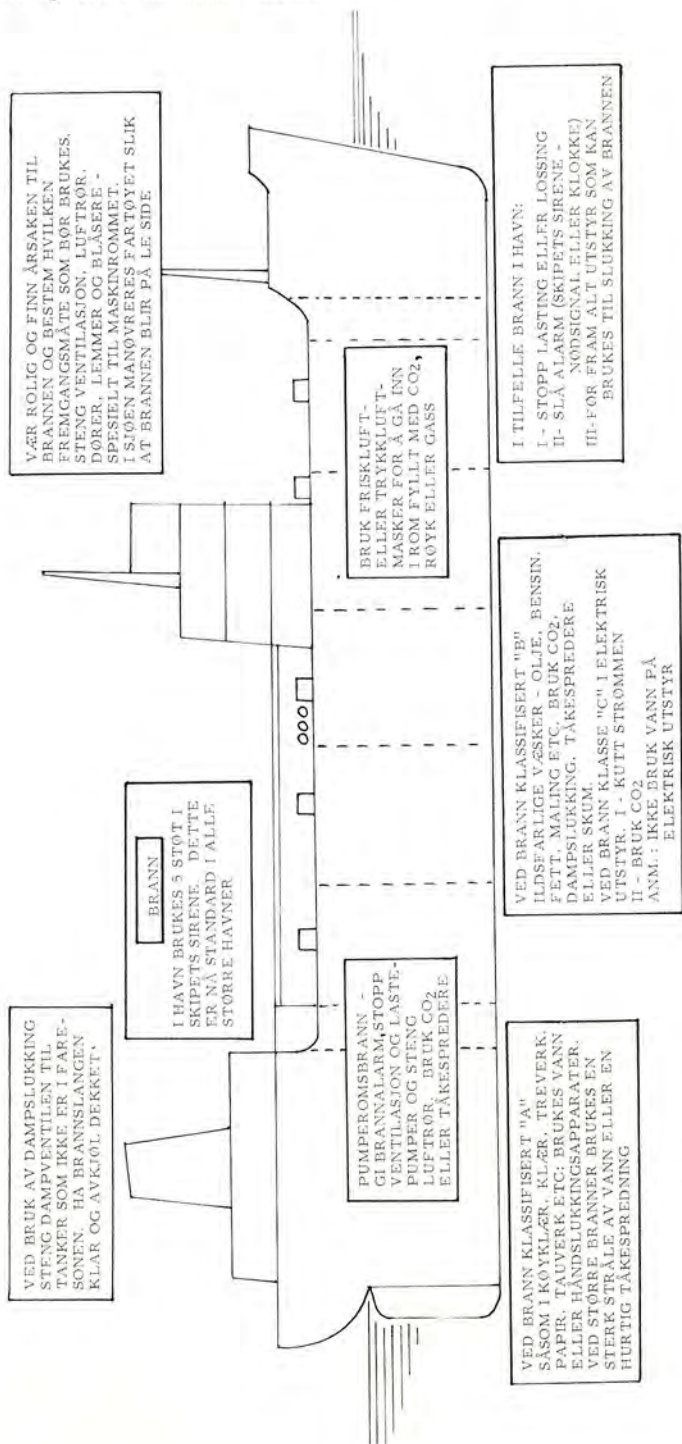 VED BRUK AV DAMPSLUKKING
STENG DAMPVENTILEN TIL
TANKER SOM IKKE ER I FARE-
SONEN. HA BRANNSLANGEN
KLAR OG AVKJØL DEKKET.
BRANN
I HAVN BRUKES 5 STØT I
SKIPETS SIRENE. DETTE
ER NÅ STANDARD I ALLE
STØRRE HAVNER
VÆR ROLIG OG FINN ÅRSAKEN TIL
BRANNEN OG BESTEM HVILKEN
FREMGANGSMÅTE SOM BØR BRUKES.
STENG VENTILASJON, LUFTRØR,
DØRER, LEMMER OG BLÅSERE -
SPESIELT TIL MASKINROMMET.
I SJØEN MANØVRERES FARTØYET SLIK
AT BRANNEN BLIR PÅ LE SIDE
PUMPEROMSBRANN -
GI BRANNALARM, STOPP
VENTILASJON OG LASTE-
PUMPER OG STENG
LUFTRØR. BRUK CO2
ELLER TÅKESPREDERE
BRUK FRISKLUFT-
ELLER TRYKKLUFT-
MASKER FOR Å GÅ INN
I ROM FYLLT MED CO2,
RØYK ELLER GASS
VED BRANN KLASSIFISERT "A"
SÅSOM I KØYKLÆR, KLÆR, TREVERK,
PAPIR, TAUVERK ETC: BRUKES VANN
ELLER HÅNDSLUKKINGSAPPARATER.
VED STØRRE BRANNER BRUKES EN
STERK STRÅLE AV VANN ELLER EN
HURTIG TÅKESPREDNING
VED BRANN KLASSIFISERT "B"
ILDSFARLIGE VÆSKER - OLJE, BENSIN,
FETT, MALING ETC, BRUK CO2,
DAMPSLUKKING, TÅKESPREDERE
ELLER SKUM.
VED BRANN KLASSE "C" I ELEKTRISK
UTSTYR. I - KUTT STRØMMEN
II - BRUK CO2
ANM.: IKKE BRUK VANN PÅ
ELEKTRISK UTSTYR
I TILFELLE BRANN I HAVN:
I - STOPP LASTING ELLER LOSSING
II- SLÅ ALARM (SKIPETS SIRENE -
NØDSIGNAL ELLER KLOKKE)
III-FØR FRAM ALT UTSTYR SOM KAN
BRUKES TIL SLUKKING AV BRANNEN